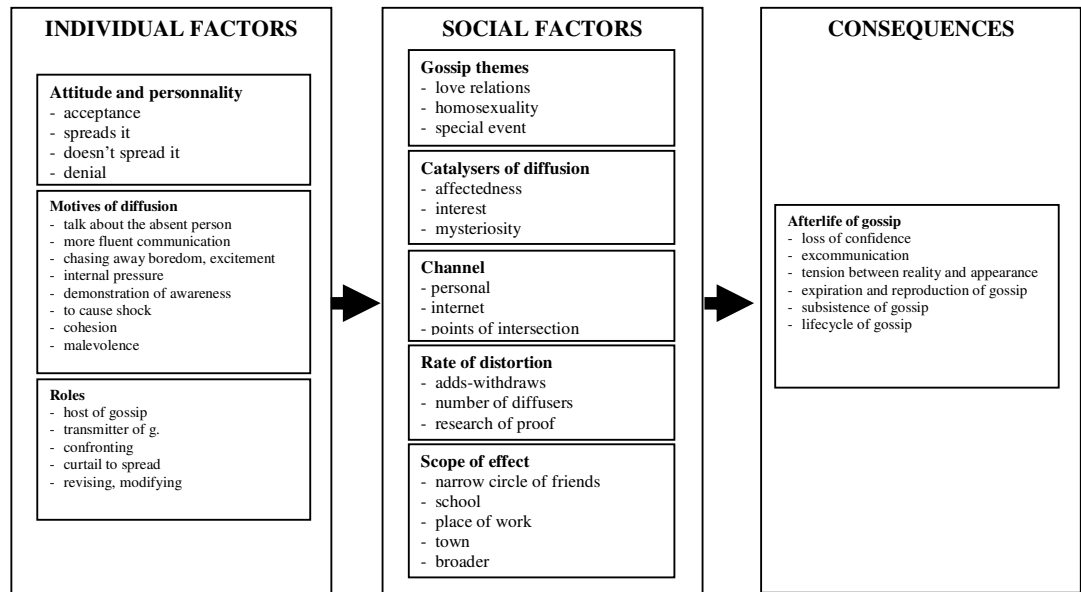 INDIVIDUAL FACTORS
Attitude and personnality
- acceptance
- spreads it
- doesn't spread it
- denial
Motives of diffusion
- talk about the absent person
- more fluent communication
- chasing away boredom, excitement
- internal pressure
- demonstration of awareness
- to cause shock
- cohesion
- malevolence
Roles
- host of gossip
- transmitter of g.
- confronting
- curtail to spread
- revising, modifying
SOCIAL FACTORS
Gossip themes
- love relations
- homosexuality
- special event
Catalysers of diffusion
- affectedness
- interest
- mysteriosity
Channel
- personal
- internet
- points of intersection
Rate of distortion
- adds-withdraws
- number of diffusers
- research of proof
Scope of effect
- narrow circle of friends
- school
- place of work
- town
- broader
CONSEQUENCES
Afterlife of gossip
- loss of confidence
- excommunication
- tension between reality and appearance
- expiration and reproduction of gossip
- subsistence of gossip
- lifecycle of gossip